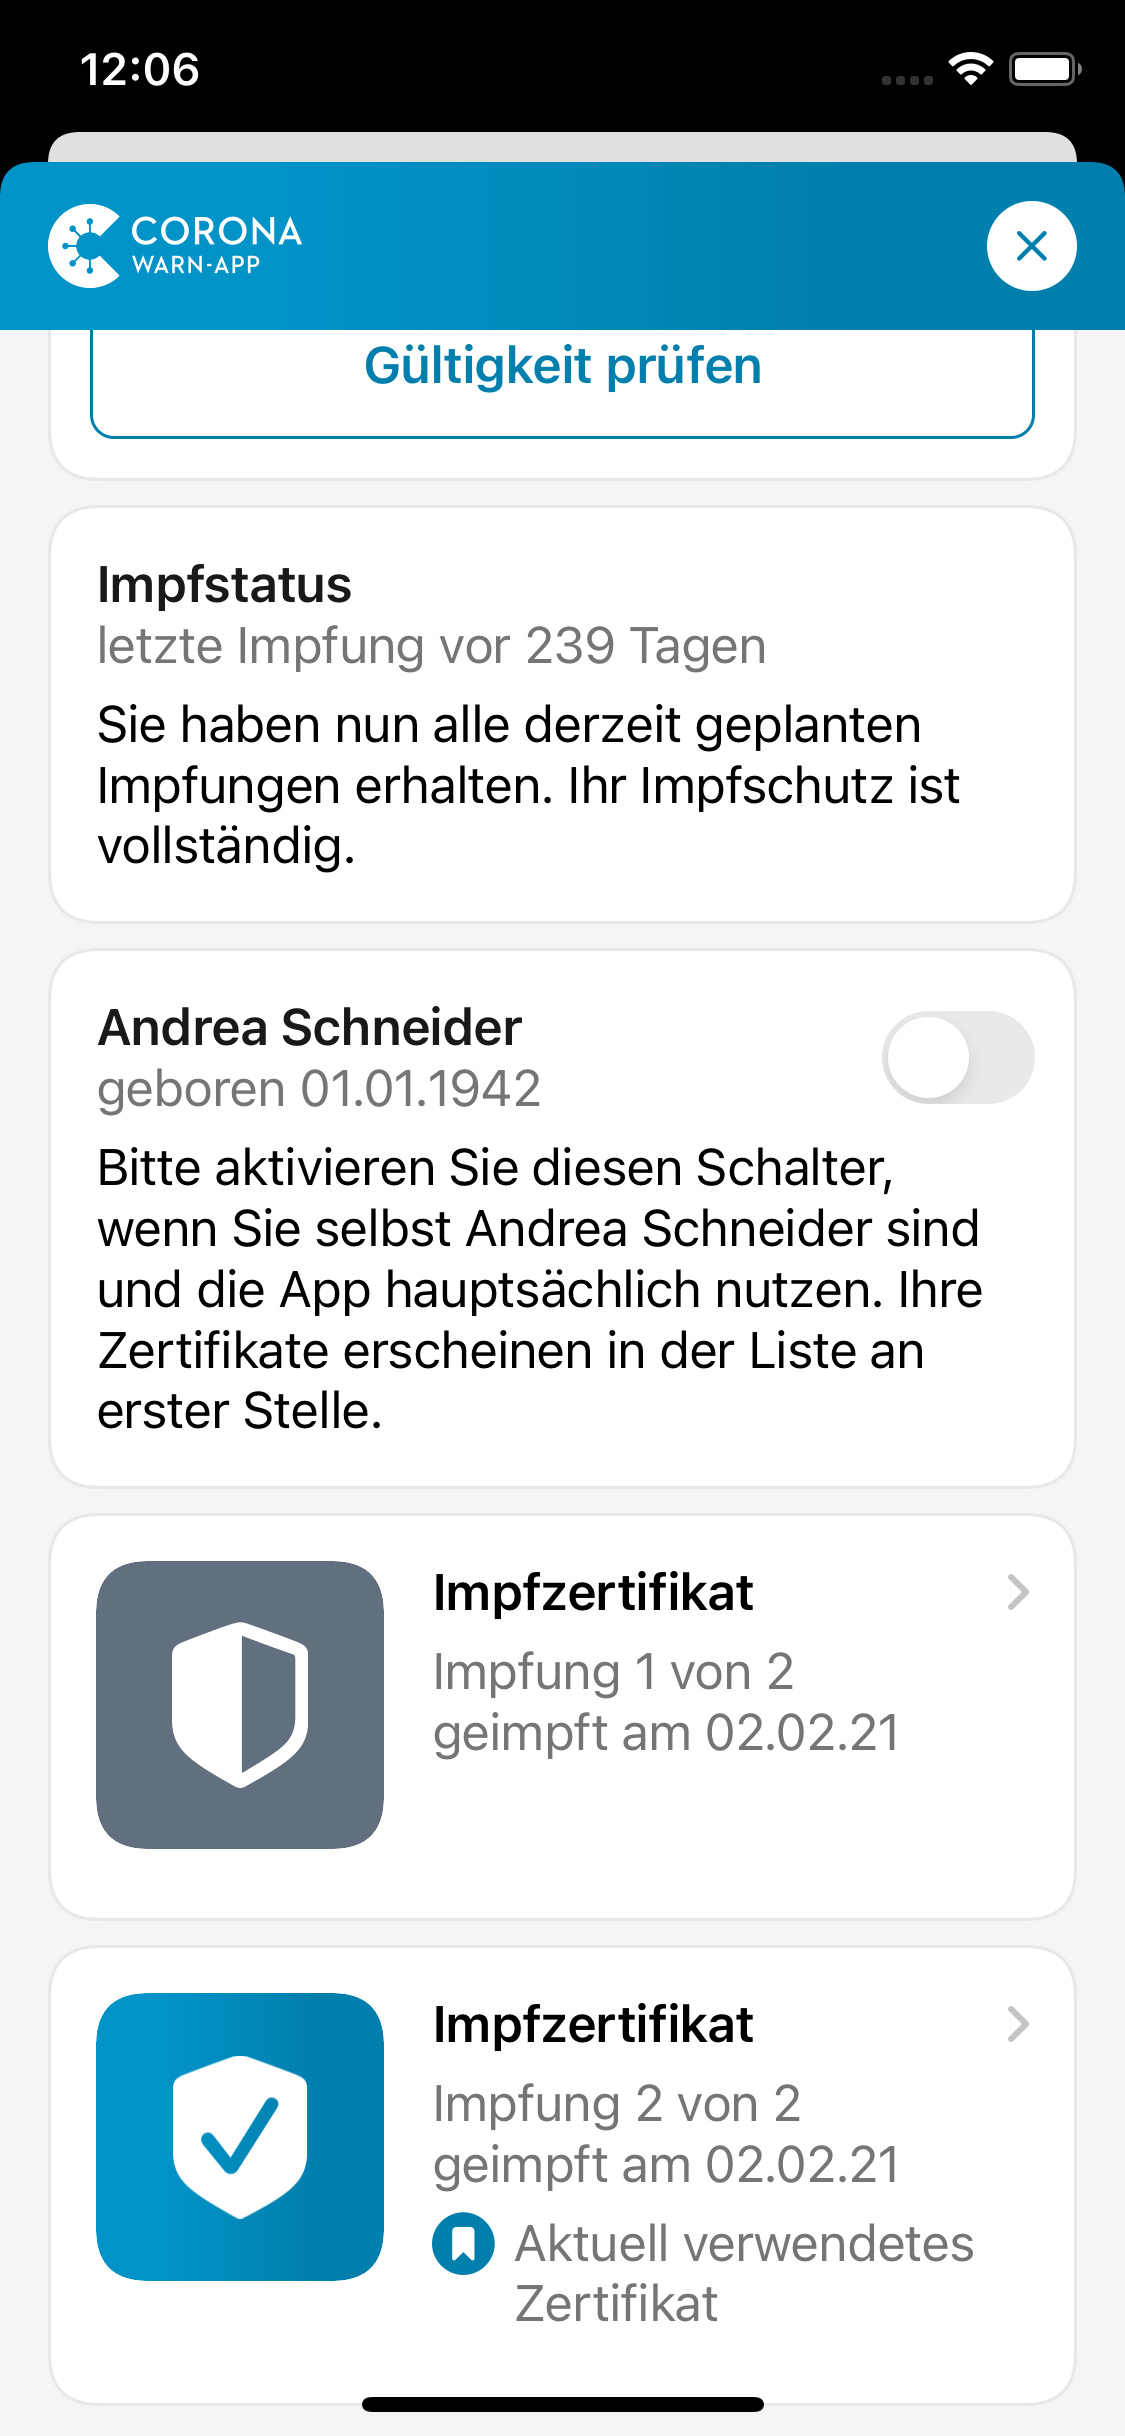 12:06
CORONA
WARN-APP
Gültigkeit prüfen
Impfstatus
letzte Impfung vor 239 Tagen
Sie haben nun alle derzeit geplanten
Impfungen erhalten. Ihr Impfschutz ist
vollständig.
Andrea Schneider
geboren 01.01.1942
Bitte aktivieren Sie diesen Schalter,
wenn Sie selbst Andrea Schneider sind
und die App hauptsächlich nutzen. Ihre
Zertifikate erscheinen in der Liste an
erster Stelle.
Impfzertifikat
Impfung 1 von 2
geimpft am 02.02.21
Impfzertifikat
Impfung 2 von 2
geimpft am 02.02.21
Aktuell verwendetes
Zertifikat